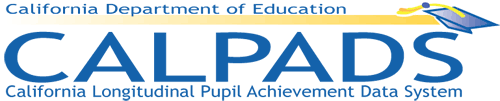 California Department of Education
CALPADS
California Longitudinal Pupil Achievement Data System